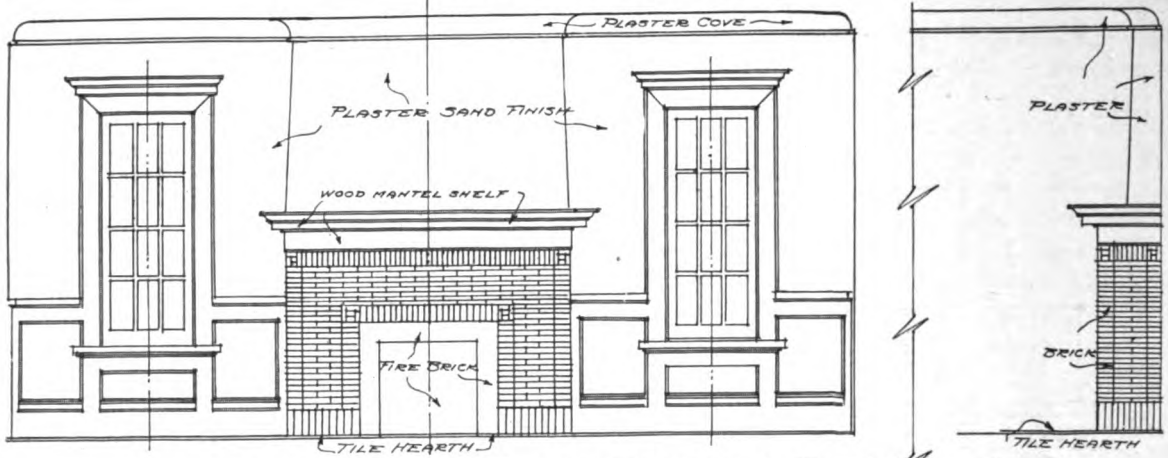 PLASTER COVE
PLASTER SAND FINISH
WOOD MANTEL SHELF
FIRE BRICK
TILE HEARTH
PLASTER
BRICK
TILE HEARTH